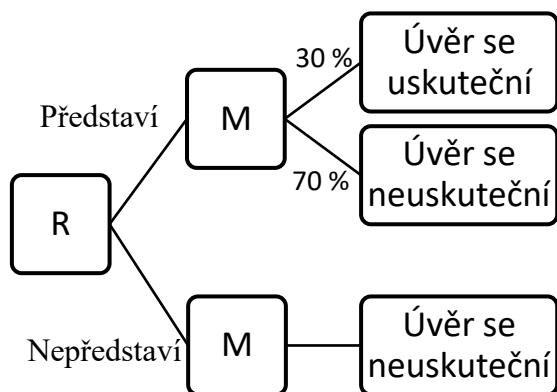 Úvěr se
uskuteční
30 %
Představí
M
Úvěr se
neuskuteční
70 %
R
Nepředstaví
M
Úvěr se
neuskuteční